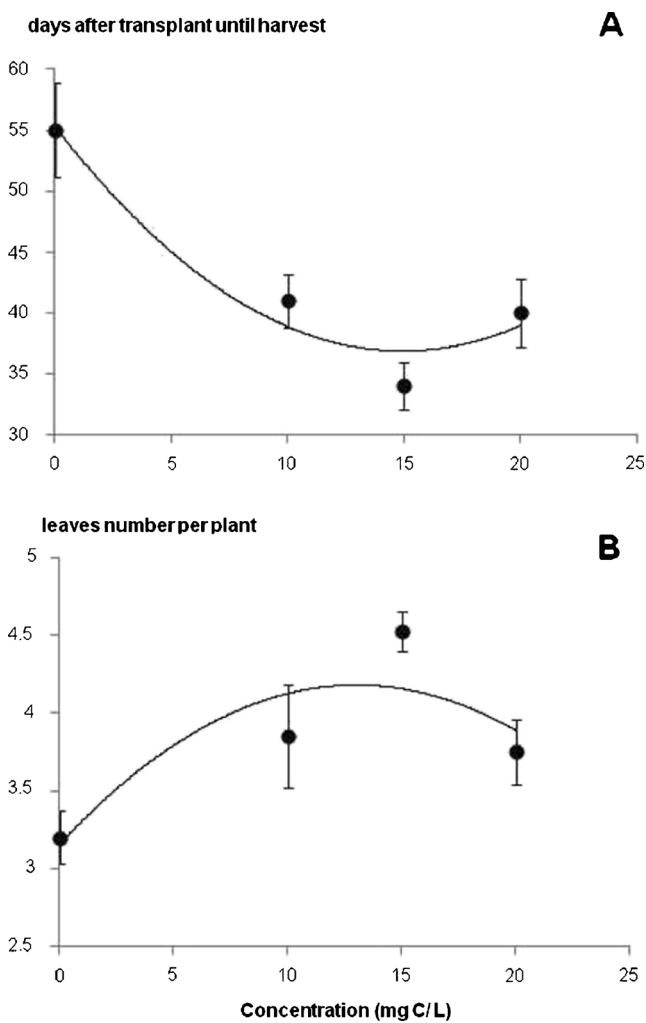 days after transplant until harvest
A
60
55
50
45
40
35
30
0 5 10 15 20 25
leaves number per plant
B
5
4.5
4
3.5
3
2.5
0 5 10 15 20 25
Concentration (mg C/L)